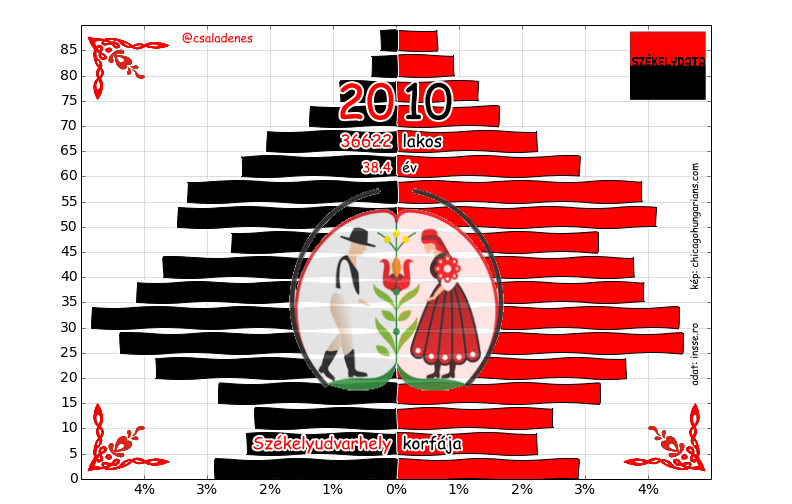 @csaladenes
SZÉKELYDATA
2010
36622 lakos
38.4 év
kép: chicagohungarians.com
adat: insse.ro
Székelyudvarhely korfája
85
80
75
70
65
60
55
50
45
40
35
30
25
20
15
10
5
0
4% 3% 2% 1% 0% 1% 2% 3% 4%